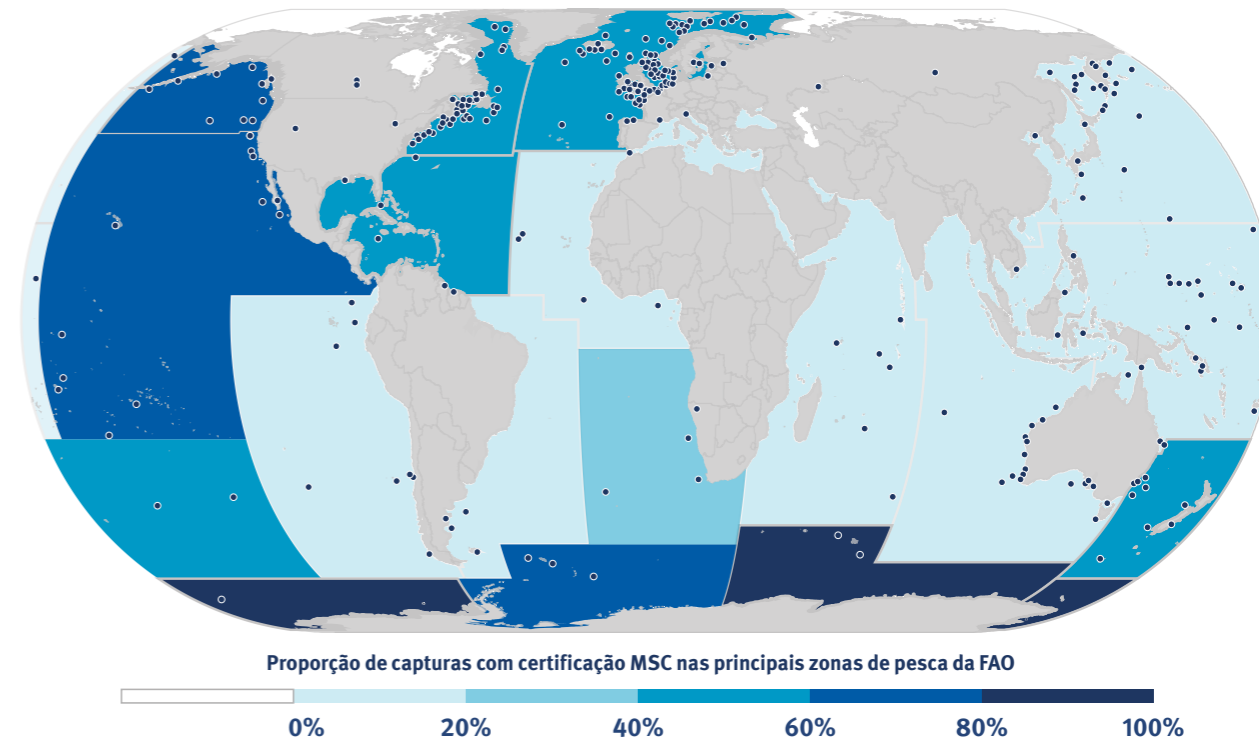 Proporção de capturas com certificação MSC nas principais zonas de pesca da FAO
0% 20% 40% 60% 80% 100%